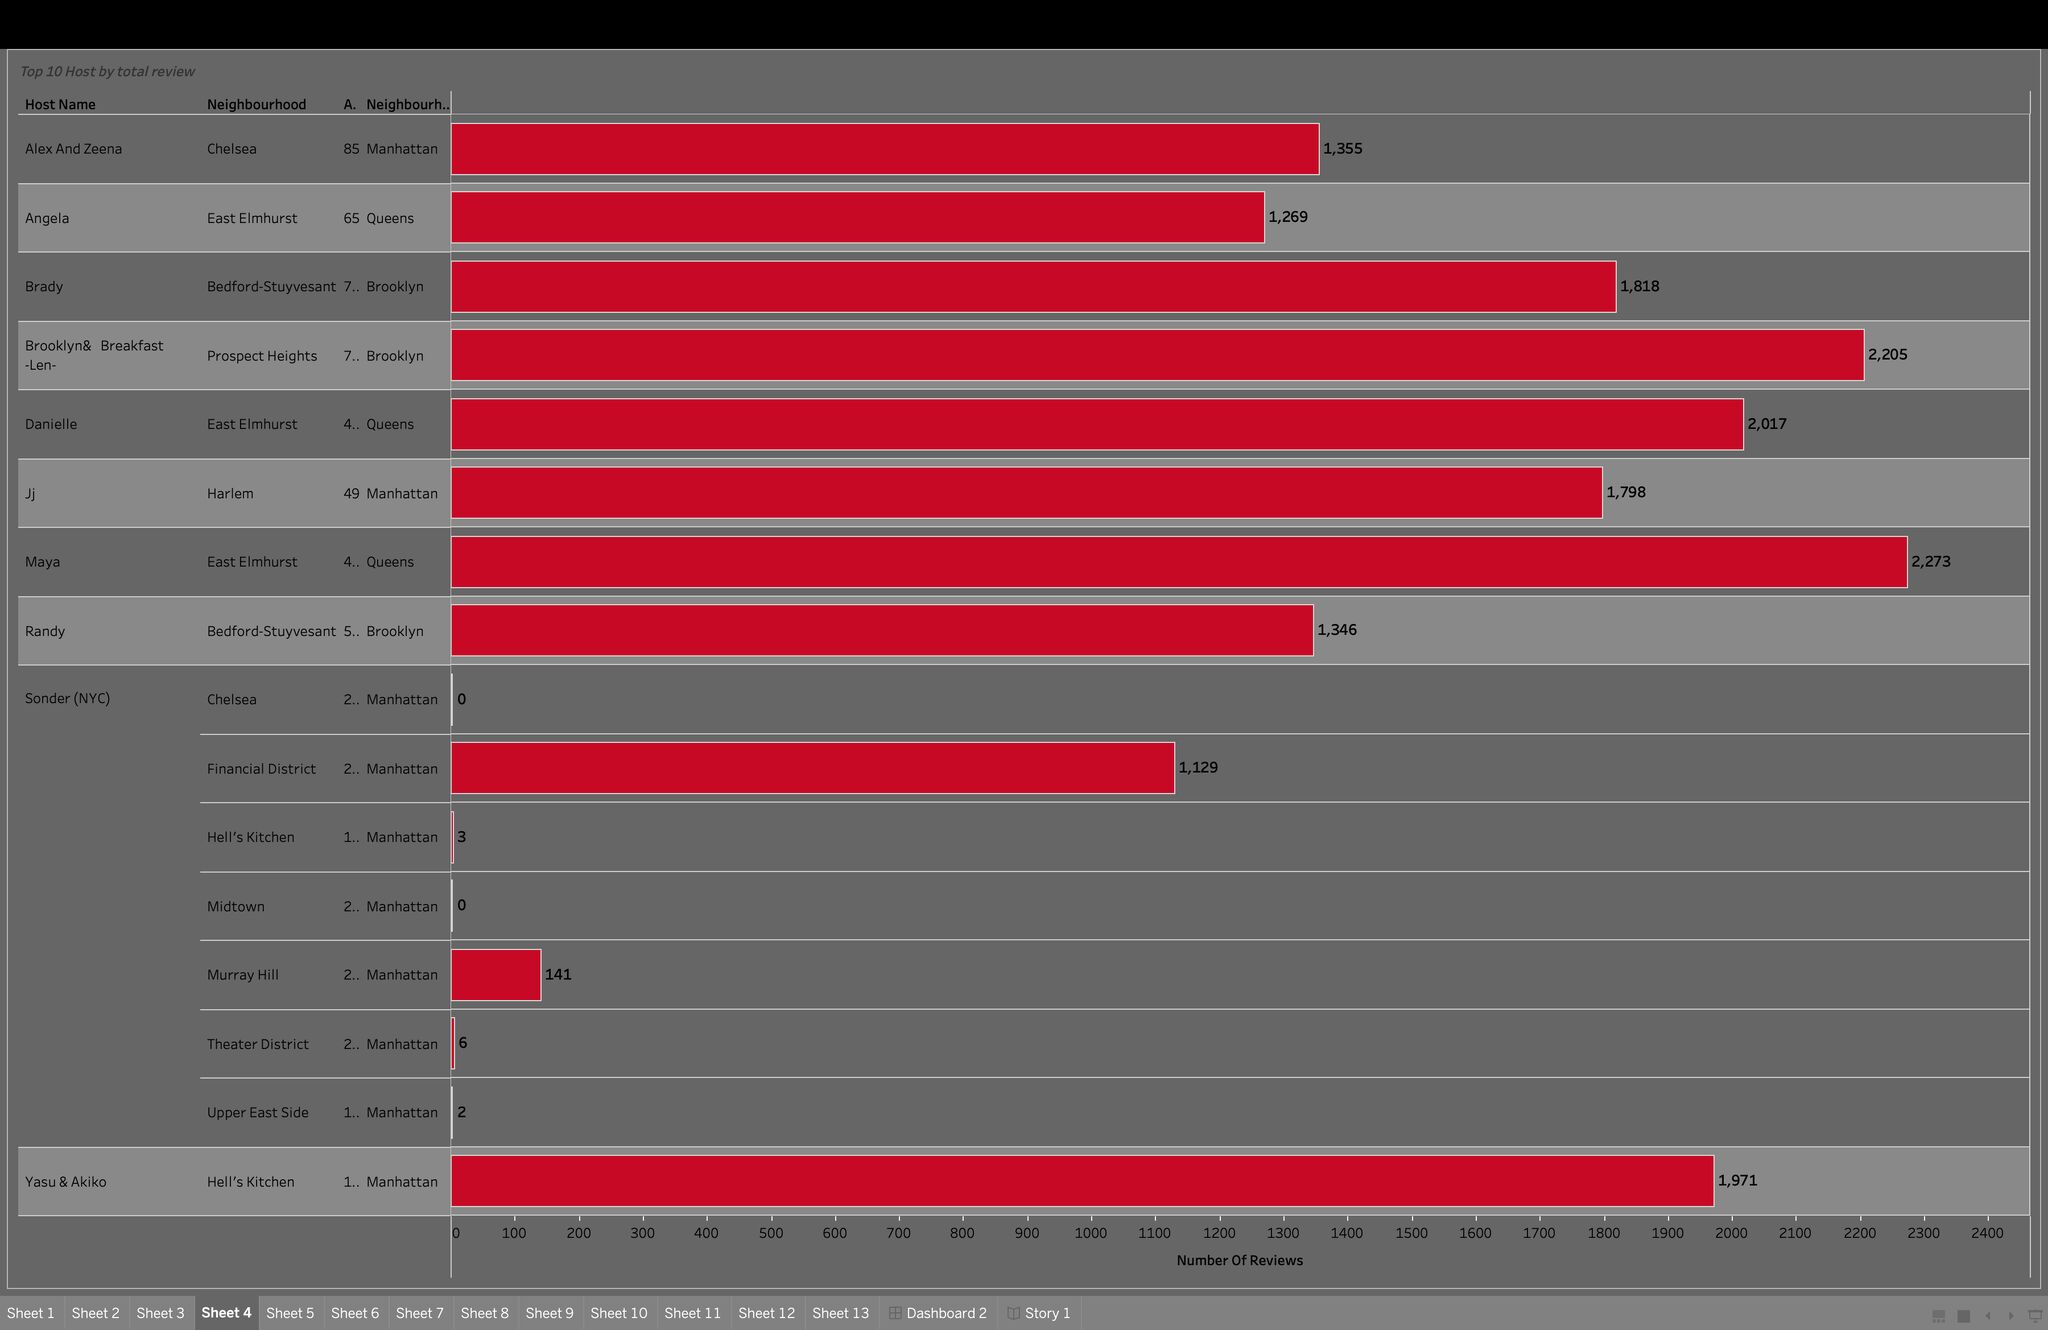 Top 10 Host by total review
Host Name Neighbourhood A. Neighbourh..
Alex And Zeena Chelsea 85 Manhattan 1,355
Angela East Elmhurst 65 Queens 1,269
Brady Bedford-Stuyvesant 7.. Brooklyn 1,818
Brooklyn& Breakfast
-Len- Prospect Heights 7.. Brooklyn 2,205
Danielle East Elmhurst 4.. Queens 2,017
Jj Harlem 49 Manhattan 1,798
Maya East Elmhurst 4.. Queens 2,273
Randy Bedford-Stuyvesant 5.. Brooklyn 1,346
Sonder (NYC) Chelsea 2.. Manhattan 0
Financial District 2.. Manhattan 1,129
Hell's Kitchen 1.. Manhattan 3
Midtown 2.. Manhattan 0
Murray Hill 2.. Manhattan 141
Theater District 2.. Manhattan 6
Upper East Side 1.. Manhattan 2
Yasu & Akiko Hell's Kitchen 1.. Manhattan 1,971
0 100 200 300 400 500 600 700 800 900 1000 1100 1200 1300 1400 1500 1600 1700 1800 1900 2000 2100 2200 2300 2400
Number Of Reviews
Sheet 1 Sheet 2 Sheet 3 Sheet 4 Sheet 5 Sheet 6 Sheet 7 Sheet 8 Sheet 9 Sheet 10 Sheet 11 Sheet 12 Sheet 13 Dashboard 2 Story 1